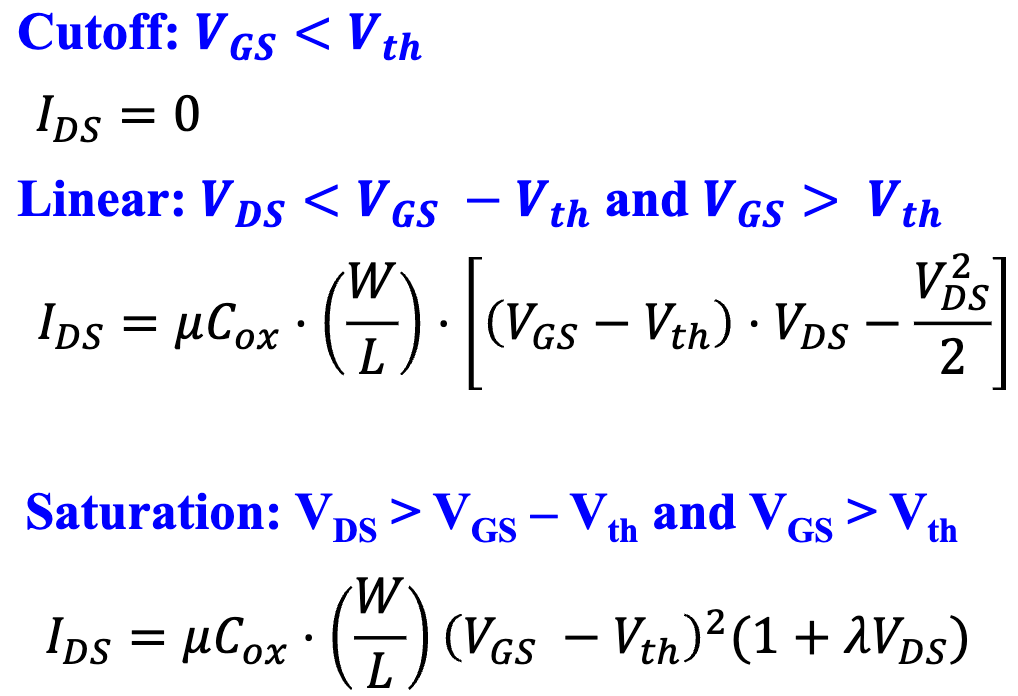 Cutoff: V_GS < V_th
I_DS = 0
Linear: V_DS < V_GS − V_th and V_GS > V_th
I_DS = μC_ox · (W/L) · [(V_GS − V_th) · V_DS − V_DS^2/2]
Saturation: V_DS > V_GS – V_th and V_GS > V_th
I_DS = μC_ox · (W/L) (V_GS − V_th)^2(1 + λV_DS)